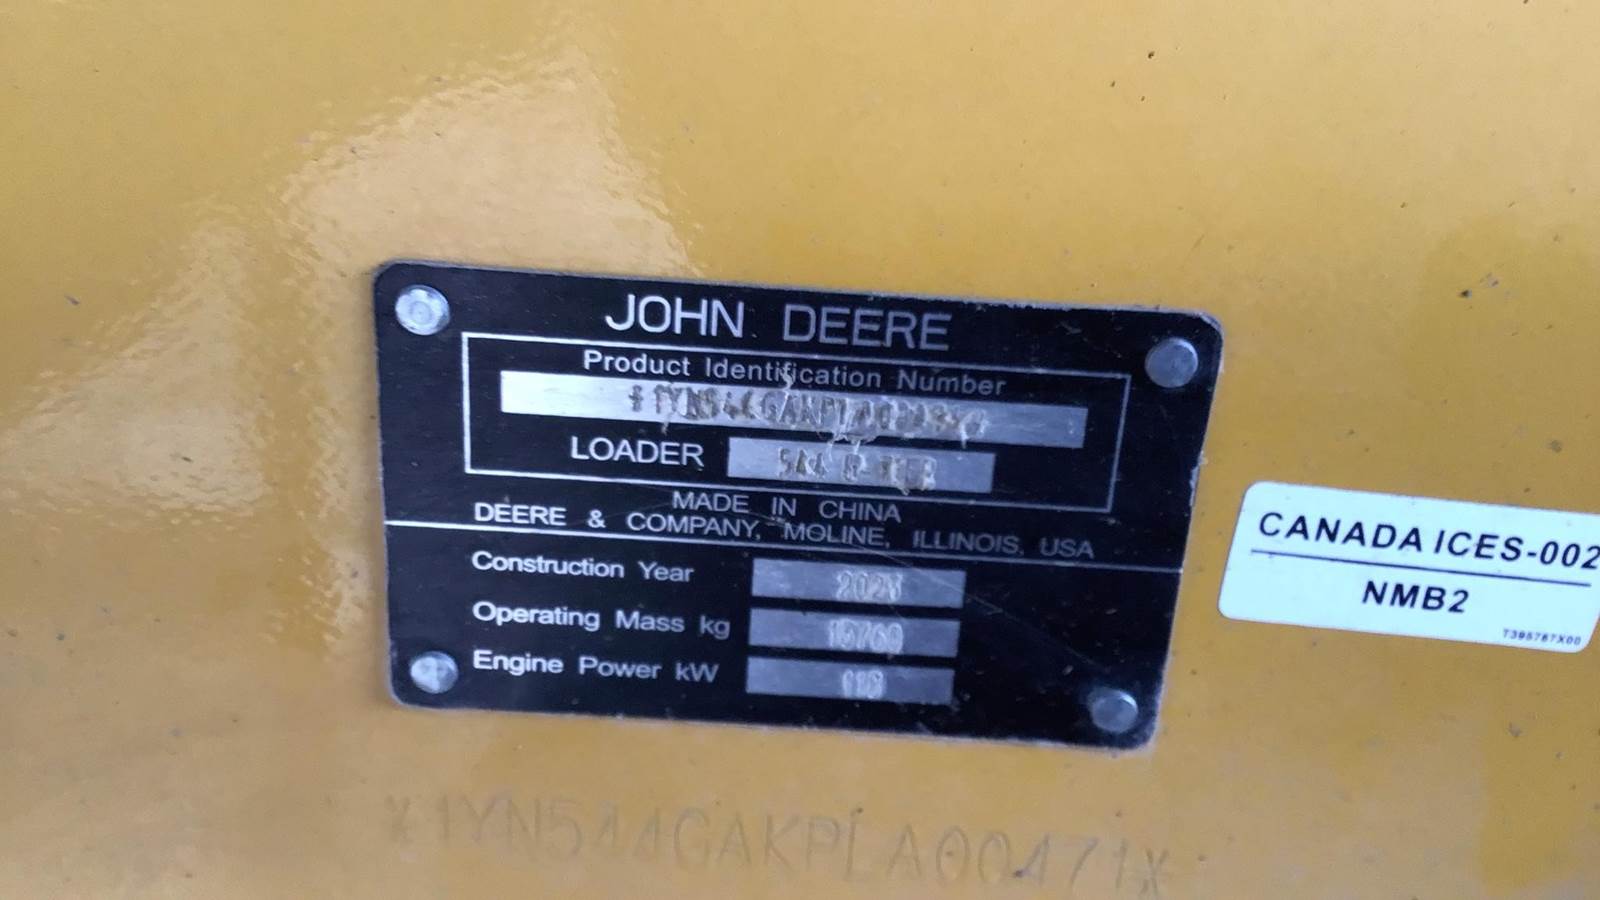 JOHN DEERE
Product Identification Number
LOADER
MADE IN CHINA
DEERE & COMPANY, MOLINE, ILLINOIS, USA
Construction Year
Operating Mass kg
Engine Power kW
CANADA ICES-002
NMB2
T395787X00
*1YN544GAKPLA00471*